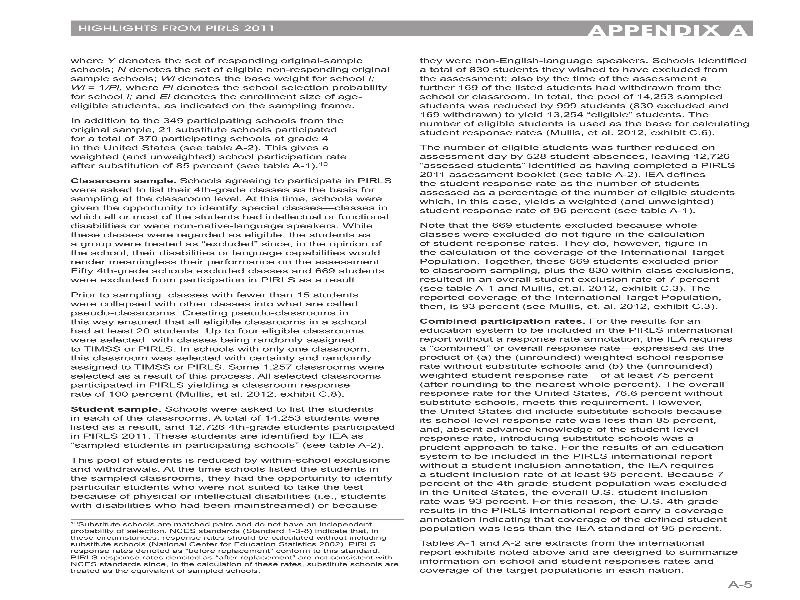 HIGHLIGHTS FROM PIRLS 2011
APPENDIX A
where Y denotes the set of responding original-sample
schools; N denotes the set of eligible non-responding original
sample schools; Wi denotes the base weight for school i;
Wi = 1/Pi, where Pi denotes the school selection probability
for school i; and Ei denotes the enrollment size of age-
eligible students, as indicated on the sampling frame.
In addition to the 349 participating schools from the
original sample, 21 substitute schools participated
for a total of 370 participating schools at grade 4
in the United States (see table A-2). This gives a
weighted (and unweighted) school participation rate
after substitution of 85 percent (see table A-1).¹⁰
Classroom sample. Schools agreeing to participate in PIRLS
were asked to list their 4th-grade classes as the basis for
sampling at the classroom level. At this time, schools were
given the opportunity to identify special classes—classes in
which all or most of the students had intellectual or functional
disabilities or were non-native-language speakers. While
these classes were regarded as eligible, the students as
a group were treated as "excluded" since, in the opinion of
the school, their disabilities or language capabilities would
render meaningless their performance on the assessment.
Fifty 4th-grade schools excluded classes and 669 students
were excluded from participation in PIRLS as a result.
Prior to sampling, classes with fewer than 15 students
were collapsed with other classes into what are called
pseudo-classrooms. Creating pseudo-classrooms in
this way ensured that all eligible classrooms in a school
had at least 20 students. Up to four eligible classrooms
were selected, with classes being randomly assigned
to TIMSS or PIRLS. In schools with only one classroom,
this classroom was selected with certainty and randomly
assigned to TIMSS or PIRLS. Some 1,257 classrooms were
selected as a result of this process. All selected classrooms
participated in PIRLS yielding a classroom response
rate of 100 percent (Mullis, et al. 2012, exhibit C.8).
Student sample. Schools were asked to list the students
in each of the classrooms. A total of 14,253 students were
listed as a result, and 12,726 4th-grade students participated
in PIRLS 2011. These students are identified by IEA as
"sampled students in participating schools" (see table A-2).
This pool of students is reduced by within-school exclusions
and withdrawals. At the time schools listed the students in
the sampled classrooms, they had the opportunity to identify
particular students who were not suited to take the test
because of physical or intellectual disabilities (i.e., students
with disabilities who had been mainstreamed) or because
¹⁰Substitute schools are matched pairs and do not have an independent
probability of selection. NCES standards (Standard 1-3-8) indicate that, in
these circumstances, response rates should be calculated without including
substitute schools (National Center for Education Statistics 2002). PIRLS
response rates denoted as "before replacement" conform to this standard.
PIRLS response rates denoted as "after replacement" are not consistent with
NCES standards since, in the calculation of these rates, substitute schools are
treated as the equivalent of sampled schools.
they were non-English-language speakers. Schools identified
a total of 830 students they wished to have excluded from
the assessment; also by the time of the assessment a
further 169 of the listed students had withdrawn from the
school or classroom. In total, the pool of 14,253 sampled
students was reduced by 999 students (830 excluded and
169 withdrawn) to yield 13,254 "eligible" students. The
number of eligible students is used as the base for calculating
student response rates (Mullis, et al. 2012, exhibit C.6).
The number of eligible students was further reduced on
assessment day by 528 student absences, leaving 12,726
"assessed students" identified as having completed a PIRLS
2011 assessment booklet (see table A-2). IEA defines
the student response rate as the number of students
assessed as a percentage of the number of eligible students
which, in this case, yields a weighted (and unweighted)
student response rate of 96 percent (see table A-1).
Note that the 669 students excluded because whole
classes were excluded do not figure in the calculation
of student response rates. They do, however, figure in
the calculation of the coverage of the International Target
Population. Together, these 669 students excluded prior
to classroom sampling, plus the 830 within-class exclusions,
resulted in an overall student exclusion rate of 7 percent
(see table A-1 and Mullis, et.al. 2012, exhibit C.3). The
reported coverage of the International Target Population,
then, is 93 percent (see Mullis, et. al. 2012, exhibit C.3).
Combined participation rates. For the results for an
education system to be included in the PIRLS international
report without a response rate annotation, the IEA requires
a "combined" or overall response rate—expressed as the
product of (a) the (unrounded) weighted school response
rate without substitute schools and (b) the (unrounded)
weighted student response rate—of at least 75 percent
(after rounding to the nearest whole percent). The overall
response rate for the United States, 76.6 percent without
substitute schools, meets this requirement. However,
the United States did include substitute schools because
its school-level response rate was less than 85 percent,
and, absent advance knowledge of the student level
response rate, introducing substitute schools was a
prudent approach to take. For the results of an education
system to be included in the PIRLS international report
without a student inclusion annotation, the IEA requires
a student inclusion rate of at least 95 percent. Because 7
percent of the 4th grade student population was excluded
in the United States, the overall U.S. student inclusion
rate was 93 percent. For this reason, the U.S. 4th grade
results in the PIRLS international report carry a coverage
annotation indicating that coverage of the defined student
population was less than the IEA standard of 95 percent.
Tables A-1 and A-2 are extracts from the international
report exhibits noted above and are designed to summarize
information on school and student responses rates and
coverage of the target populations in each nation.
A-5